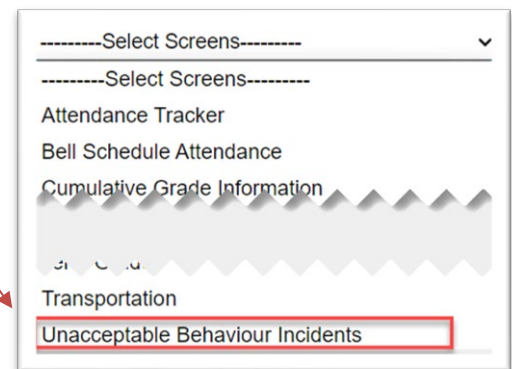 ---------Select Screens---------
---------Select Screens---------
Attendance Tracker
Bell Schedule Attendance
Cumulative Grade Information
Transportation
Unacceptable Behaviour Incidents